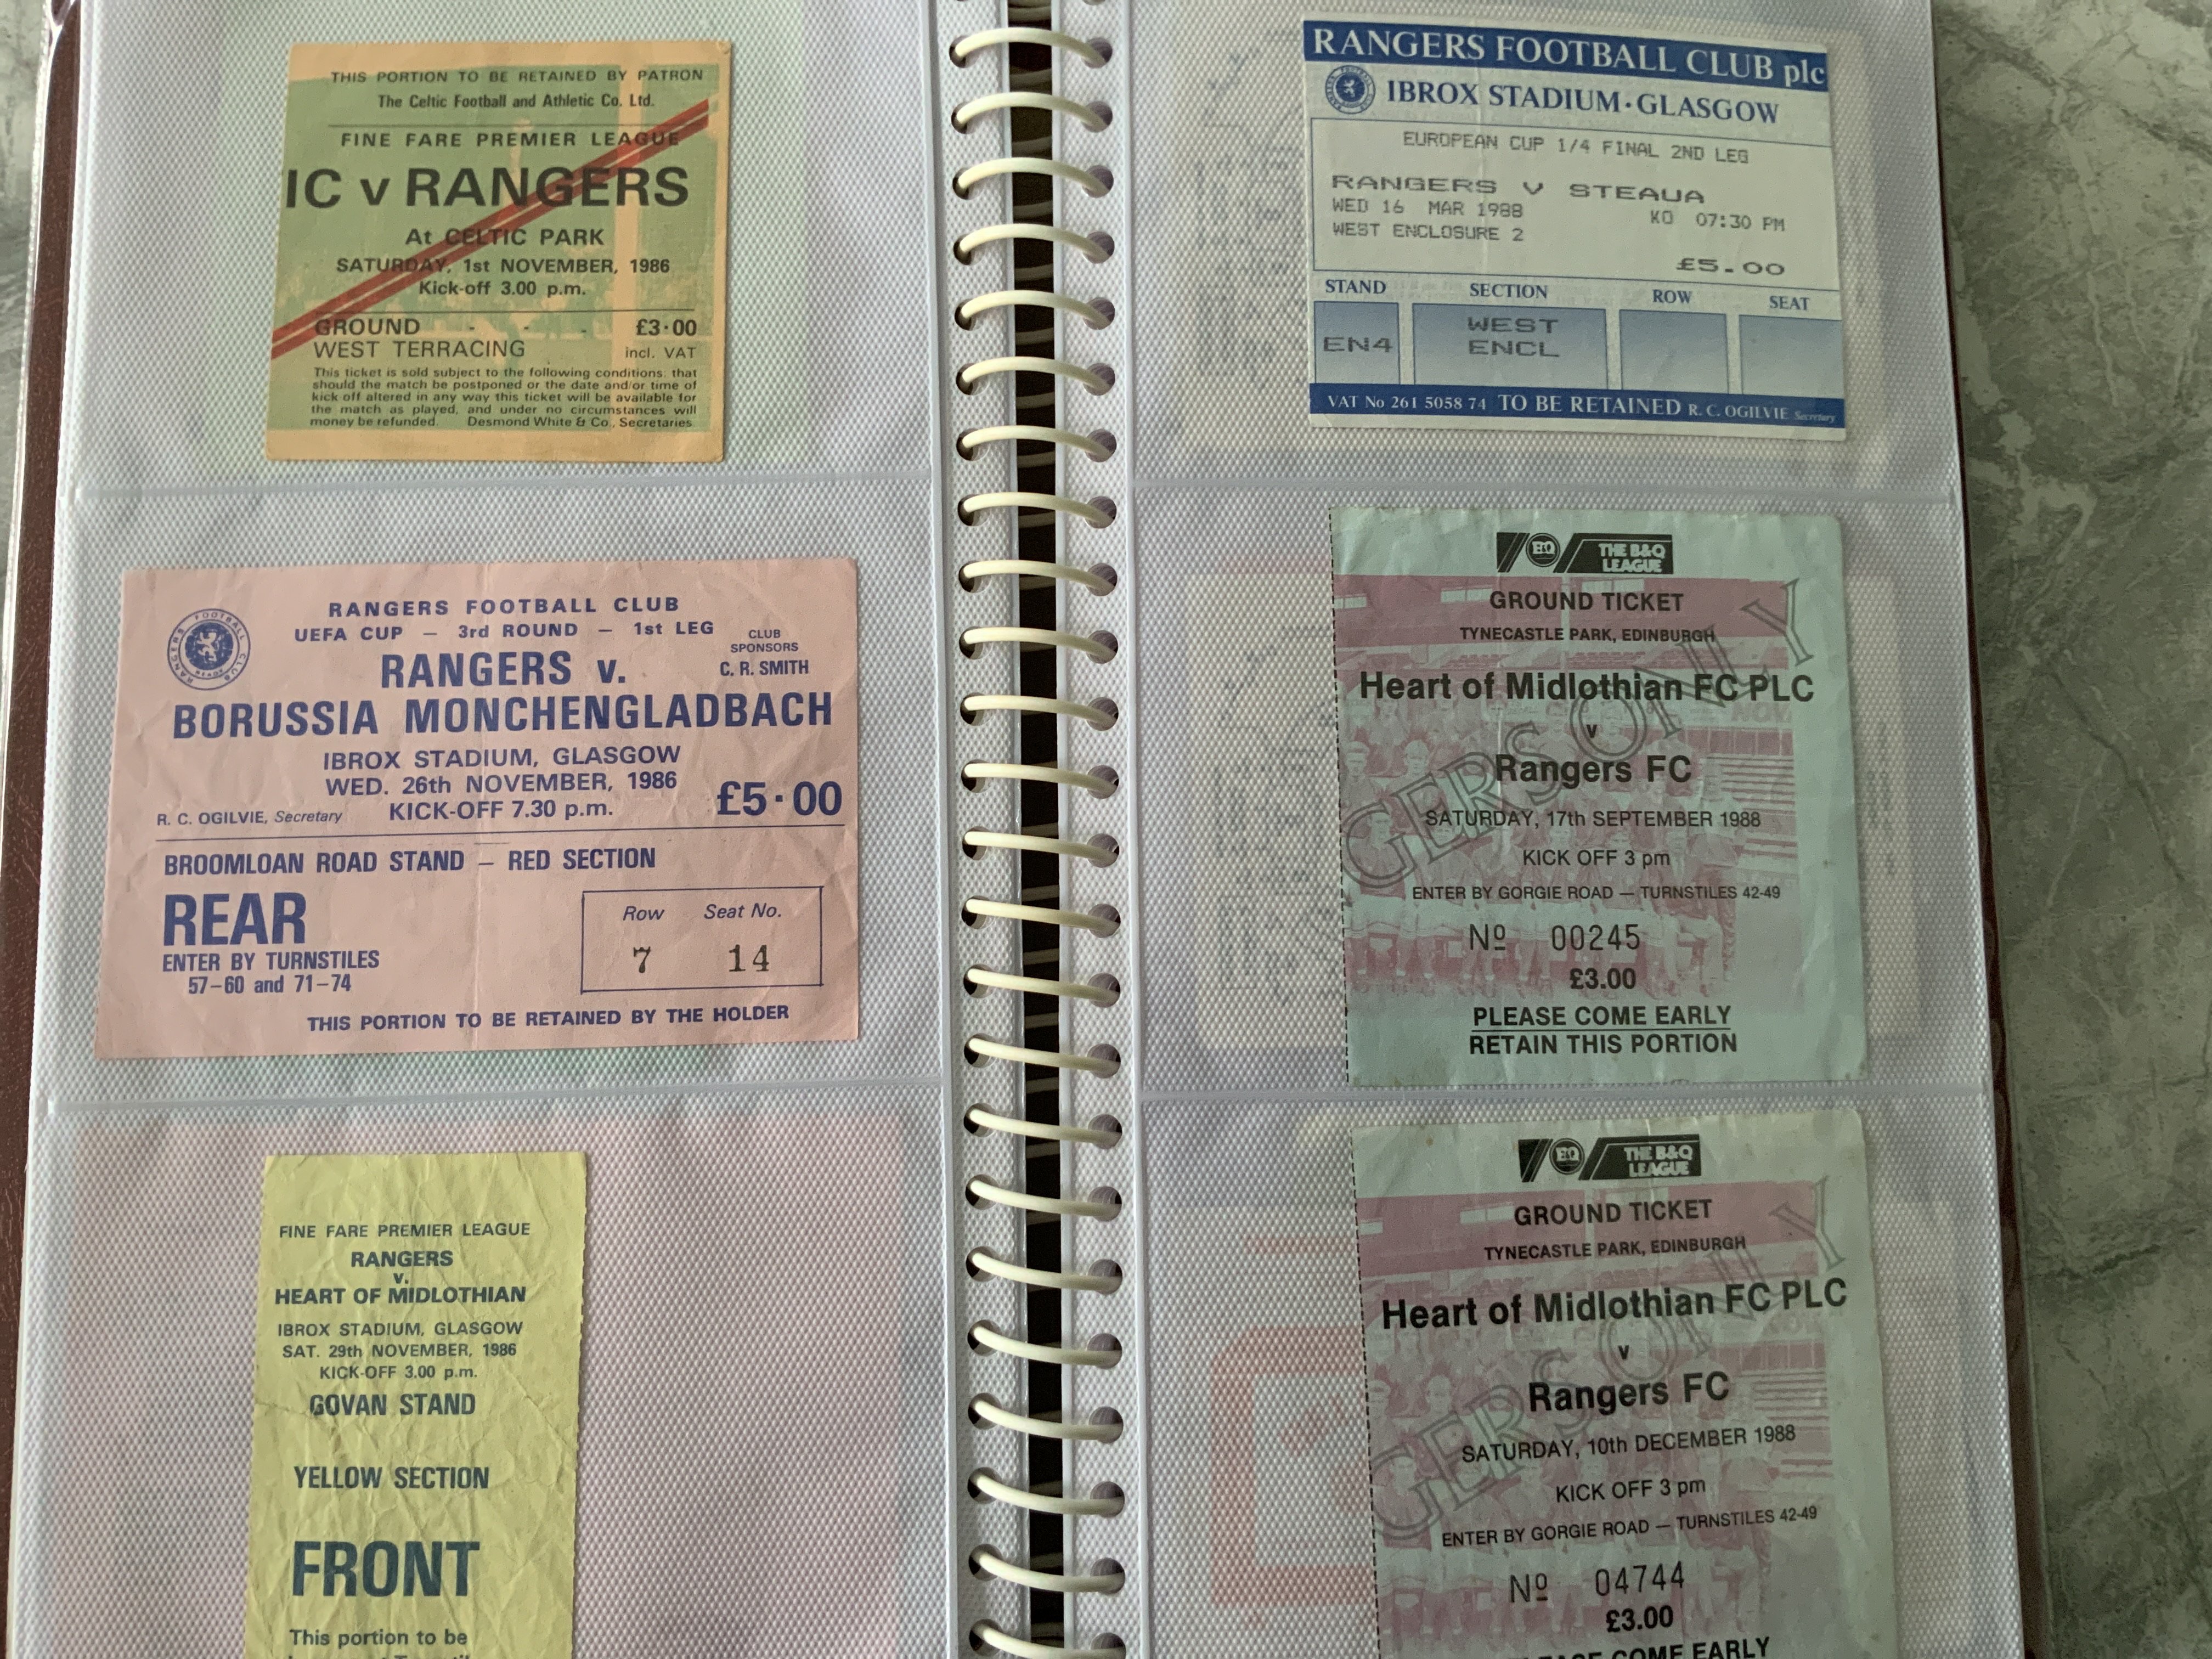 THIS PORTION TO BE RETAINED BY PATRON
The Celtic Football and Athletic Co. Ltd.
FINE FARE PREMIER LEAGUE
IC v RANGERS
At CELTIC PARK
SATURDAY, 1st NOVEMBER, 1986
Kick-off 3.00 p.m.
GROUND - - - £3·00
WEST TERRACING incl. VAT
This ticket is sold subject to the following conditions: that
should the match be postponed or the date and/or time of
kick off altered in any way this ticket will be available for
the match as played, and under no circumstances will
money be refunded. Desmond White & Co., Secretaries
RANGERS FOOTBALL CLUB
UEFA CUP — 3rd ROUND — 1st LEG
CLUB
SPONSORS
C. R. SMITH
RANGERS v.
BORUSSIA MONCHENGLADBACH
IBROX STADIUM, GLASGOW
WED. 26th NOVEMBER, 1986
KICK-OFF 7.30 p.m.
£5·00
R. C. OGILVIE, Secretary
BROOMLOAN ROAD STAND — RED SECTION
REAR
ENTER BY TURNSTILES
57–60 and 71–74
Row Seat No.
7 14
THIS PORTION TO BE RETAINED BY THE HOLDER
FINE FARE PREMIER LEAGUE
RANGERS
v.
HEART OF MIDLOTHIAN
IBROX STADIUM, GLASGOW
SAT. 29th NOVEMBER, 1986
KICK-OFF 3.00 p.m.
GOVAN STAND
YELLOW SECTION
FRONT
This portion to be
RANGERS FOOTBALL CLUB plc
IBROX STADIUM·GLASGOW
EUROPEAN CUP 1/4 FINAL 2ND LEG
RANGERS V STEAUA
WED 16 MAR 1988 KO 07:30 PM
WEST ENCLOSURE 2
£5.00
STAND SECTION ROW SEAT
EN4 WEST
ENCL
VAT No 261 5058 74 TO BE RETAINED R. C. OGILVIE Secretary
THE B&Q
LEAGUE
GROUND TICKET
TYNECASTLE PARK, EDINBURGH
Heart of Midlothian FC PLC
v
Rangers FC
SATURDAY, 17th SEPTEMBER 1988
KICK OFF 3 pm
ENTER BY GORGIE ROAD — TURNSTILES 42-49
Nº 00245
£3.00
PLEASE COME EARLY
RETAIN THIS PORTION
GERS ONLY
THE B&Q
LEAGUE
GROUND TICKET
TYNECASTLE PARK, EDINBURGH
Heart of Midlothian FC PLC
v
Rangers FC
SATURDAY, 10th DECEMBER 1988
KICK OFF 3 pm
ENTER BY GORGIE ROAD — TURNSTILES 42-49
Nº 04744
£3.00
PLEASE COME EARLY
GERS ONLY